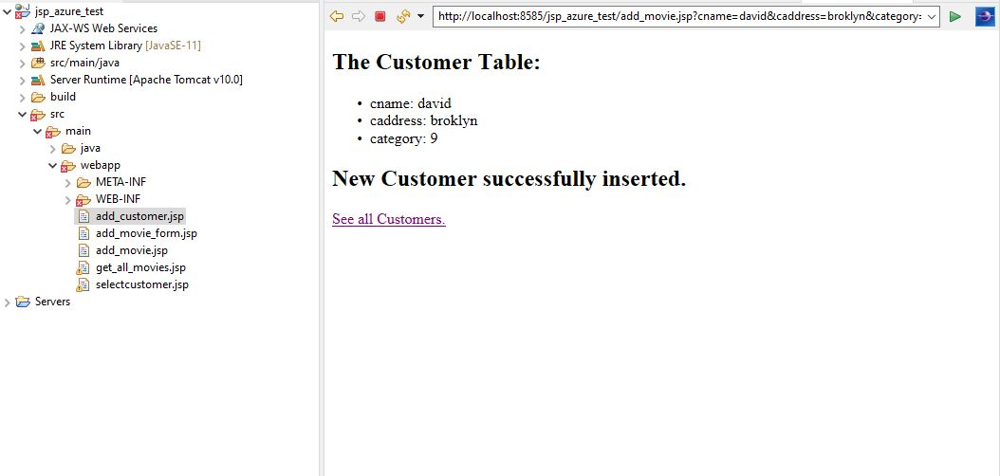 jsp_azure_test
JAX-WS Web Services
JRE System Library [JavaSE-11]
src/main/java
Server Runtime [Apache Tomcat v10.0]
build
src
main
java
webapp
META-INF
WEB-INF
add_customer.jsp
add_movie_form.jsp
add_movie.jsp
get_all_movies.jsp
selectcustomer.jsp
Servers
http://localhost:8585/jsp_azure_test/add_movie.jsp?cname=david&caddress=broklyn&category=
The Customer Table:
• cname: david
• caddress: broklyn
• category: 9
New Customer successfully inserted.
See all Customers.